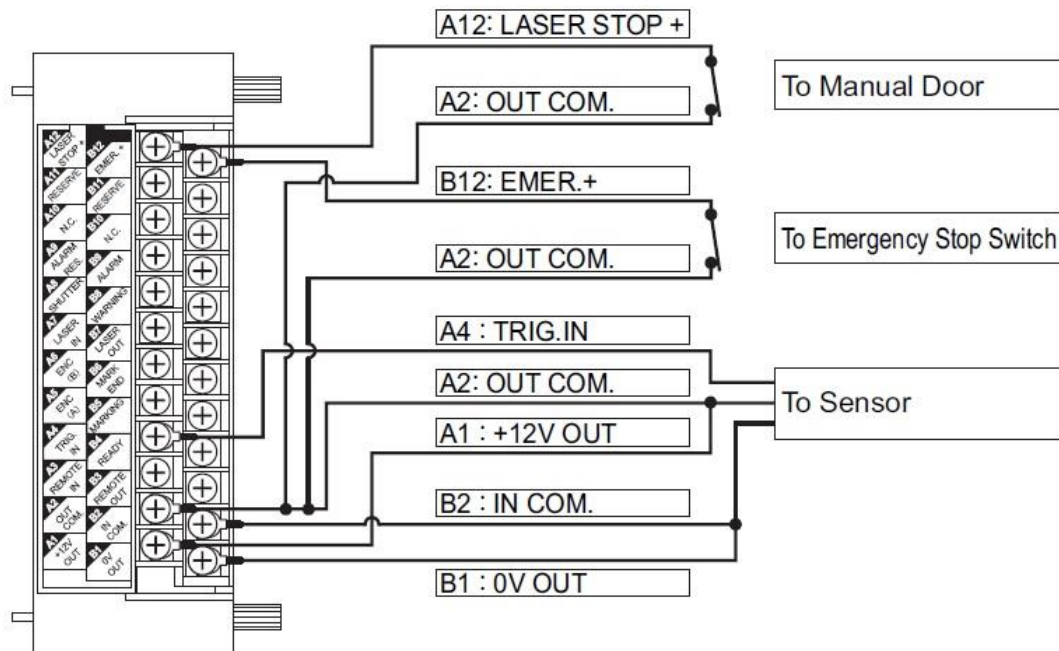 A12: LASER STOP +
To Manual Door
A2: OUT COM.
B12: EMER.+
To Emergency Stop Switch
A2: OUT COM.
A4 : TRIG.IN
A2: OUT COM.
To Sensor
A1 : +12V OUT
B2 : IN COM.
B1 : 0V OUT
A12
LASER
STOP +
A11
RESERVE
A10
N.C.
A9
ALARM
RES.
A8
SHUTTER
A7
LASER
IN
A6
ENC
(B)
A5
ENC
(A)
A4
TRIG.
IN
A3
REMOTE
IN
A2
OUT
COM.
A1
+12V
OUT
B12
EMER. +
B11
RESERVE
B10
N.C.
B9
ALARM
B8
WARNING
B7
LASER
OUT
B6
MARK
END
B5
MARKING
B4
READY
B3
REMOTE
OUT
B2
IN
COM.
B1
0V
OUT